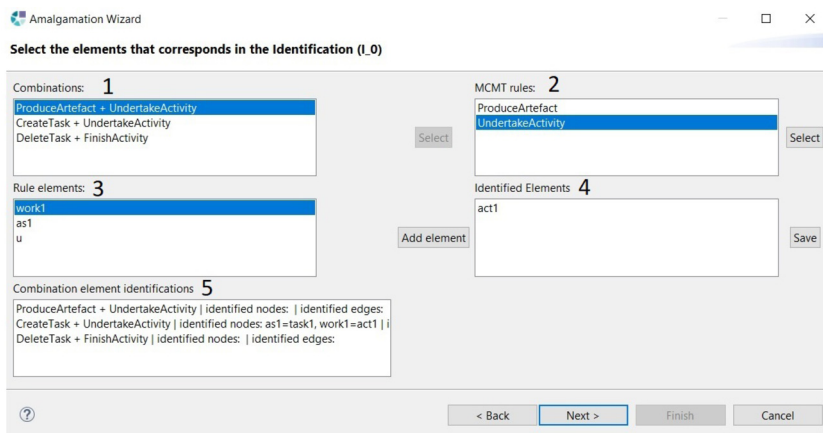 Amalgamation Wizard
Select the elements that corresponds in the Identification (I_0)
Combinations: 1
ProduceArtefact + UndertakeActivity
CreateTask + UndertakeActivity
DeleteTask + FinishActivity
Select
MCMT rules: 2
ProduceArtefact
UndertakeActivity
Select
Rule elements: 3
work1
as1
u
Add element
Identified Elements 4
act1
Save
Combination element identifications 5
ProduceArtefact + UndertakeActivity | identified nodes: | identified edges:
CreateTask + UndertakeActivity | identified nodes: as1=task1, work1=act1 | i
DeleteTask + FinishActivity | identified nodes: | identified edges:
?
< Back
Next >
Finish
Cancel